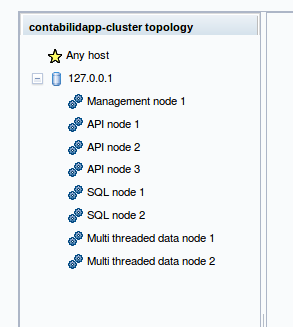 contabilidapp-cluster topology
Any host
127.0.0.1
Management node 1
API node 1
API node 2
API node 3
SQL node 1
SQL node 2
Multi threaded data node 1
Multi threaded data node 2